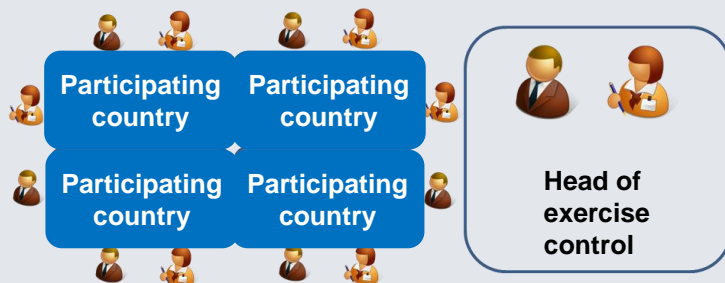 Participating
country
Participating
country
Participating
country
Participating
country
Head of
exercise
control